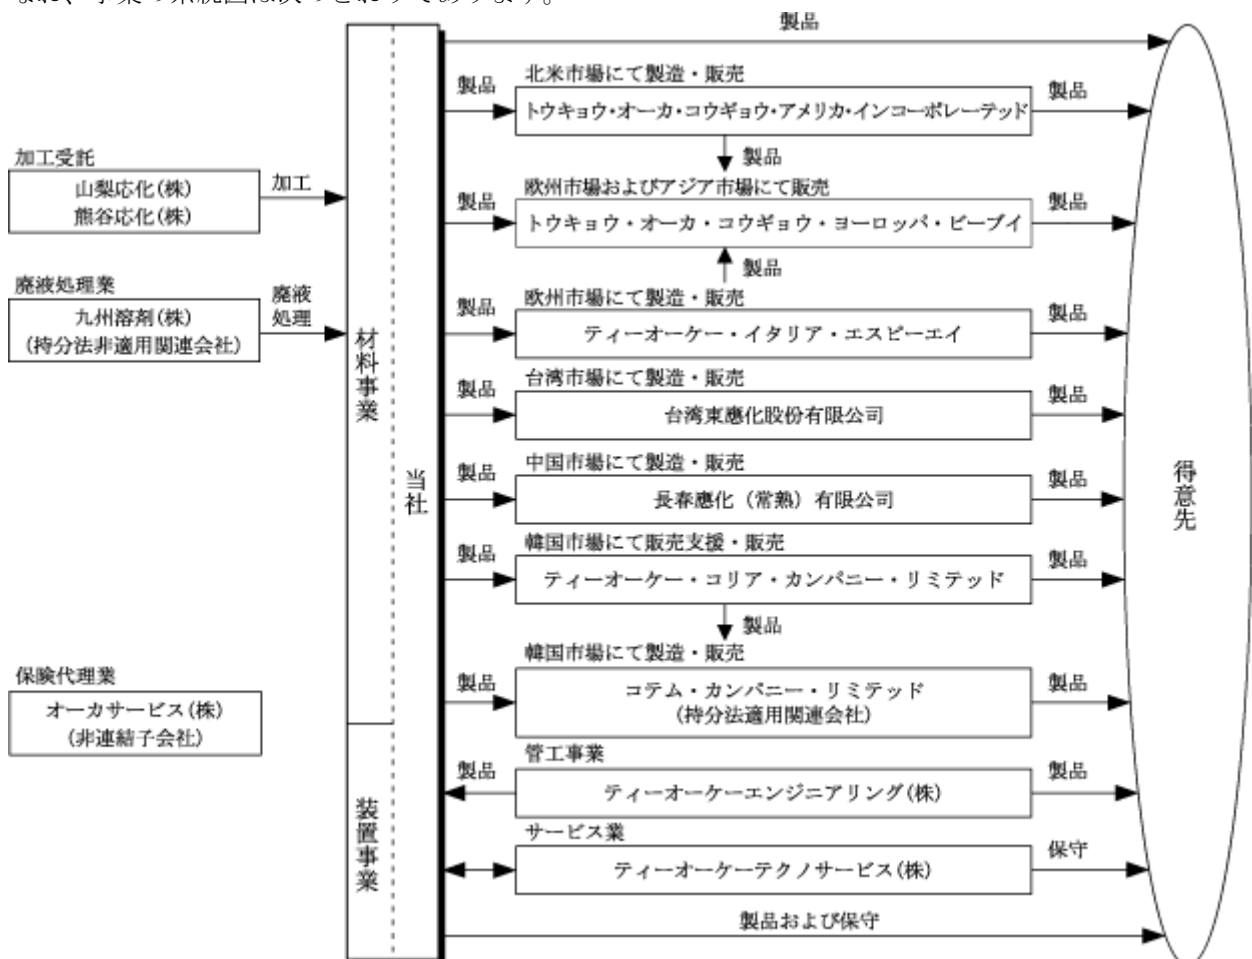 なお、事業の系統図は次のとおりであります。
製品
北米市場にて製造・販売
製品
トウキョウ・オーカ・コウギョウ・アメリカ・インコーポレーテッド
製品
製品
加工受託
山梨応化(株)
熊谷応化(株)
加工
欧州市場およびアジア市場にて販売
製品
トウキョウ・オーカ・コウギョウ・ヨーロッパ・ビーブイ
製品
製品
廃液処理業
九州溶剤(株)
(持分法非適用関連会社)
廃液
処理
欧州市場にて製造・販売
製品
ティーオーケー・イタリア・エスピーエイ
製品
材料事業
台湾市場にて製造・販売
製品
台湾東應化股份有限公司
製品
当社
中国市場にて製造・販売
製品
長春應化（常熟）有限公司
製品
得意先
韓国市場にて販売支援・販売
製品
ティーオーケー・コリア・カンパニー・リミテッド
製品
製品
韓国市場にて製造・販売
製品
コテム・カンパニー・リミテッド
(持分法適用関連会社)
製品
保険代理業
オーカサービス(株)
(非連結子会社)
管工事業
製品
ティーオーケーエンジニアリング(株)
製品
装置事業
サービス業
ティーオーケーテクノサービス(株)
保守
製品および保守